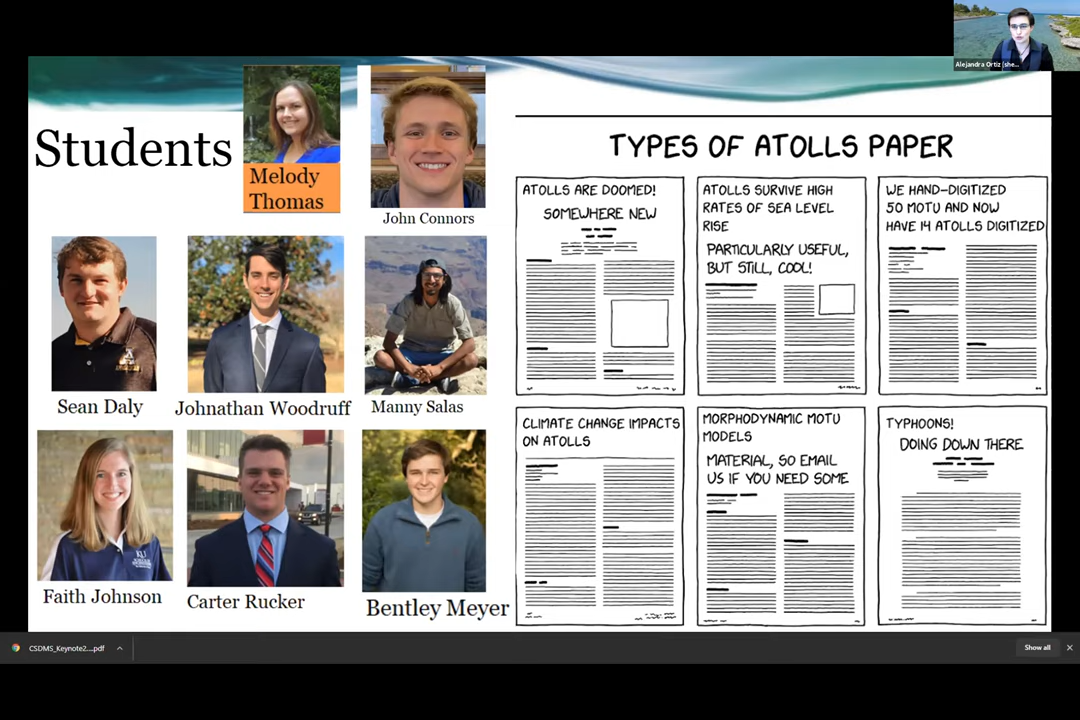 Alejandra Ortiz (she...
Students
Melody
Thomas
John Connors
Sean Daly
Johnathan Woodruff
Manny Salas
KU
Faith Johnson
Carter Rucker
Bentley Meyer
TYPES OF ATOLLS PAPER
ATOLLS ARE DOOMED!
SOMEWHERE NEW
ATOLLS SURVIVE HIGH
RATES OF SEA LEVEL
RISE
PARTICULARLY USEFUL,
BUT STILL, COOL!
WE HAND-DIGITIZED
50 MOTU AND NOW
HAVE 14 ATOLLS DIGITIZED
CLIMATE CHANGE IMPACTS
ON ATOLLS
MORPHODYNAMIC MOTU
MODELS
MATERIAL, SO EMAIL
US IF YOU NEED SOME
TYPHOONS!
DOING DOWN THERE
CSDMS_Keynote2....pdf
Show all